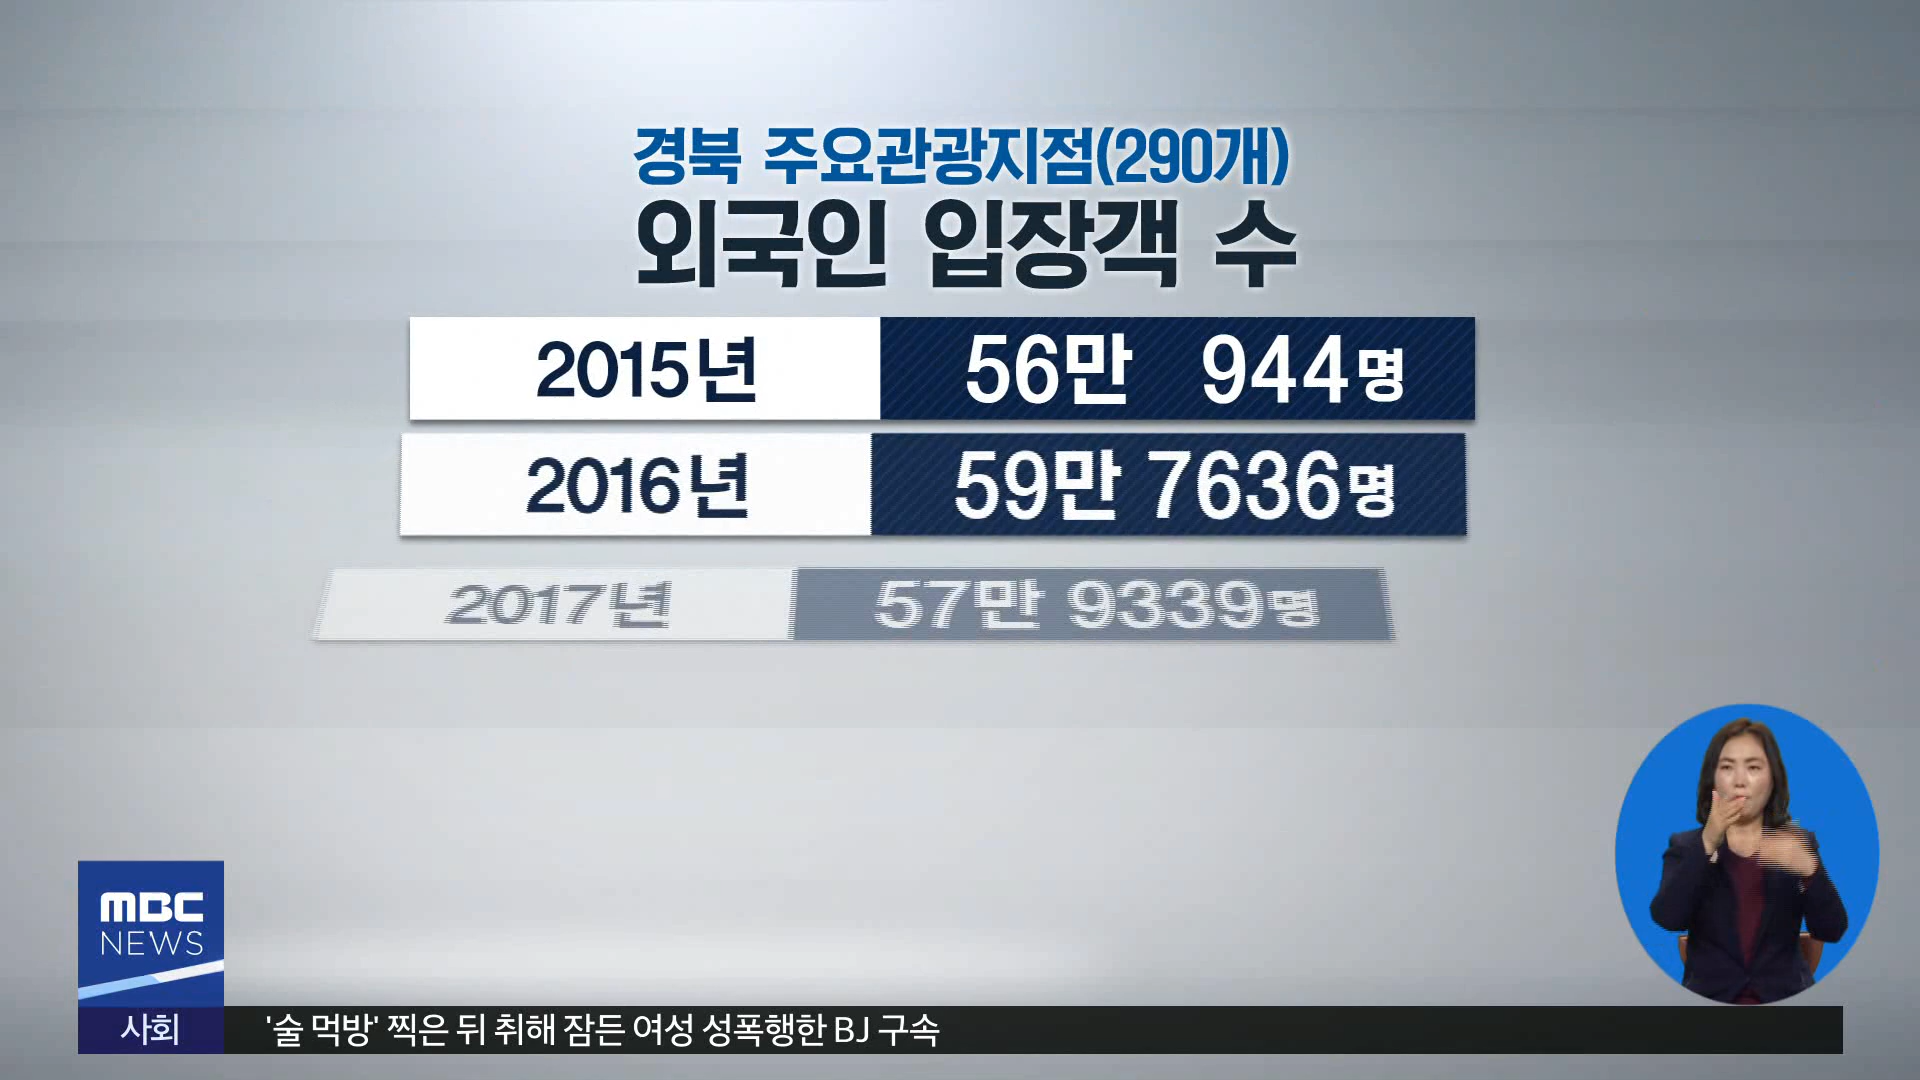 경북 주요관광지점(290개)
외국인 입장객 수
2015년 56만 944명
2016년 59만 7636명
2017년 57만 9339명
MBC
NEWS
사회 '술 먹방' 찍은 뒤 취해 잠든 여성 성폭행한 BJ 구속